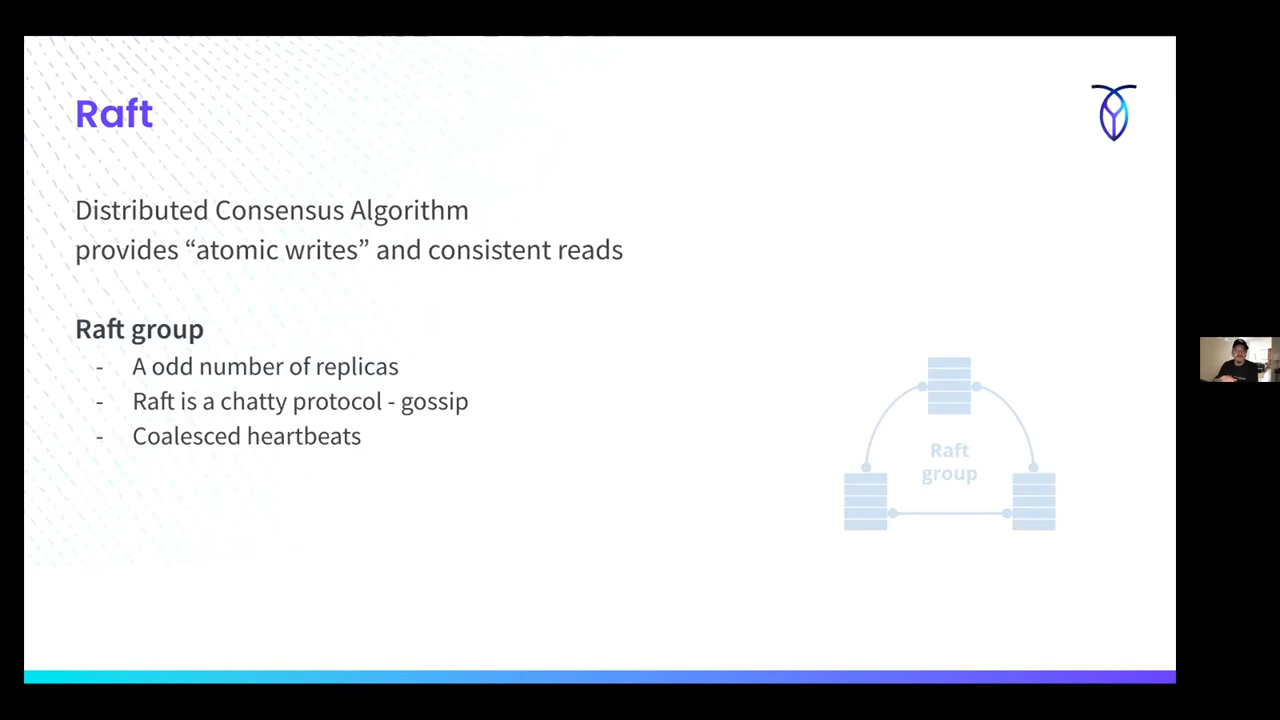 Raft
Distributed Consensus Algorithm
provides “atomic writes” and consistent reads
Raft group
- A odd number of replicas
- Raft is a chatty protocol - gossip
- Coalesced heartbeats
Raft
group